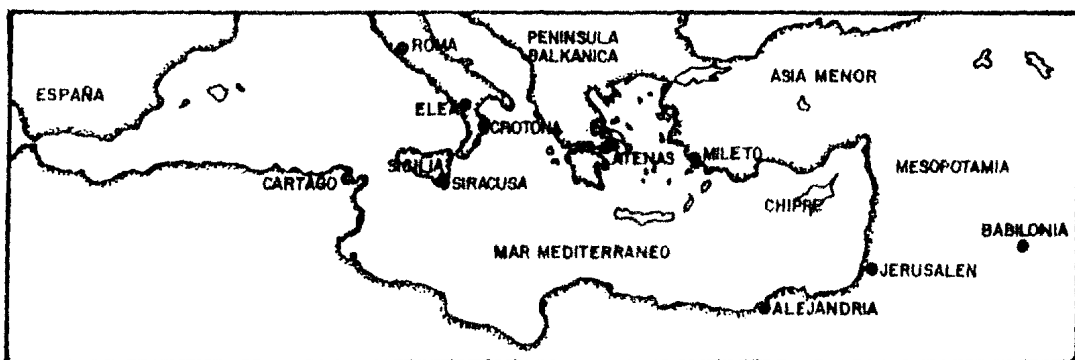 ROMA
PENINSULA
BALKANICA
ASIA MENOR
ESPAÑA
ELEA
CROTONA
ATENAS
MILETO
SICILIA
MESOPOTAMIA
CARTAGO
SIRACUSA
CHIPRE
BABILONIA
MAR MEDITERRANEO
JERUSALEN
ALEJANDRIA